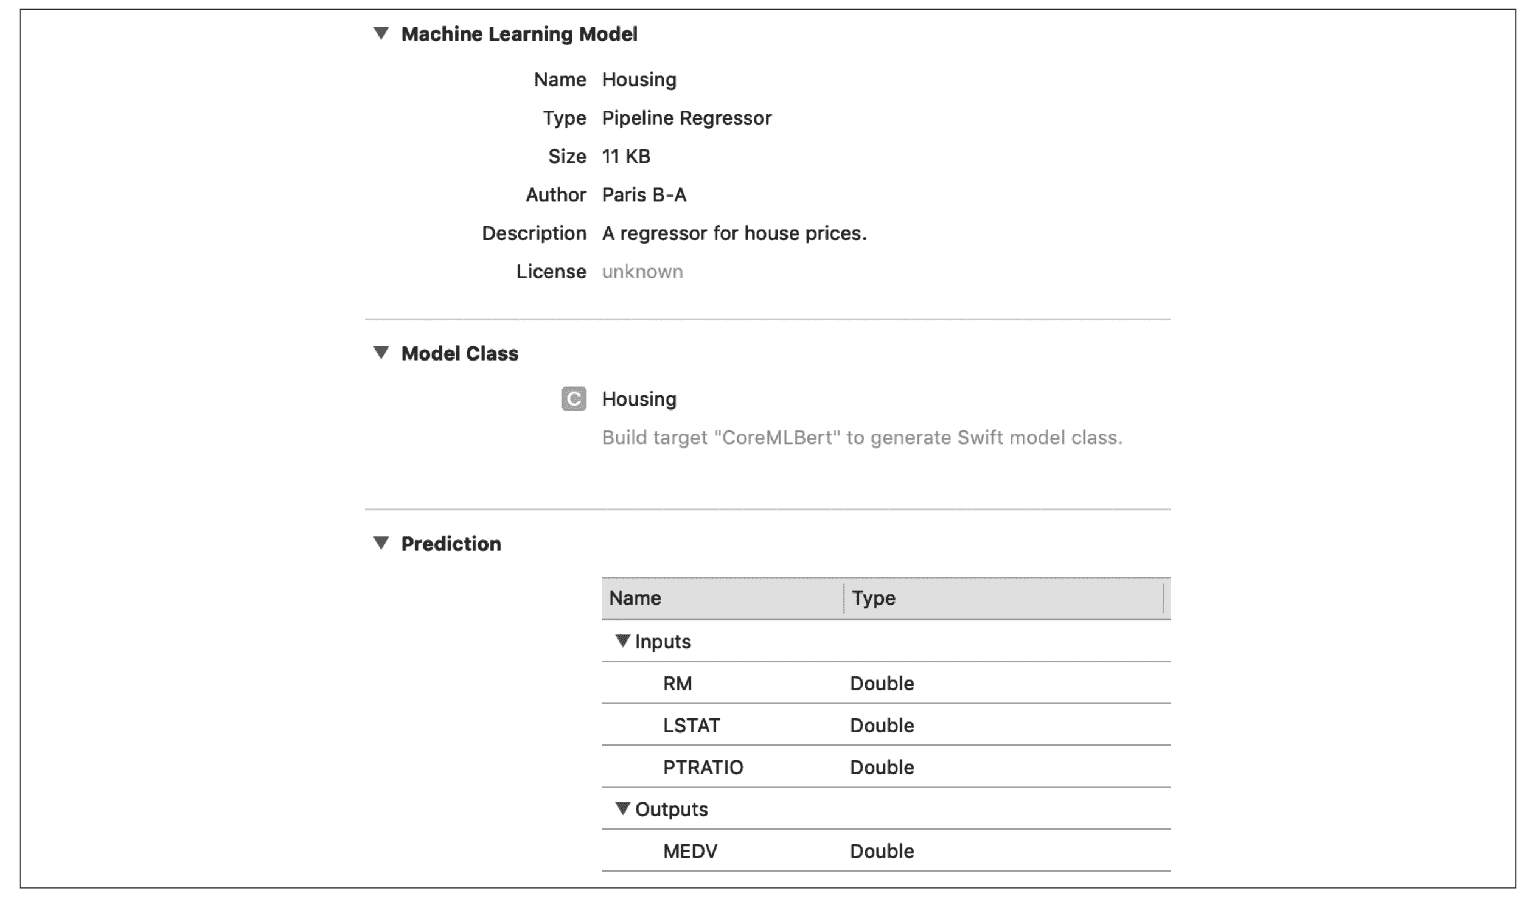 Machine Learning Model
Name Housing
Type Pipeline Regressor
Size 11 KB
Author Paris B-A
Description A regressor for house prices.
License unknown
Model Class
C Housing
Build target "CoreMLBert" to generate Swift model class.
Prediction
Name Type
Inputs
RM Double
LSTAT Double
PTRATIO Double
Outputs
MEDV Double